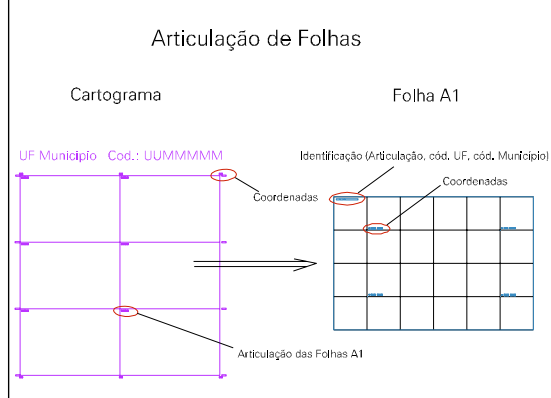 Articulação de Folhas
Cartograma
Folha A1
UF Municipio Cod.: UUMMMMM
Identificação (Articulação, cód. UF, cód. Município)
Coordenadas
Coordenadas
Articulação das Folhas A1